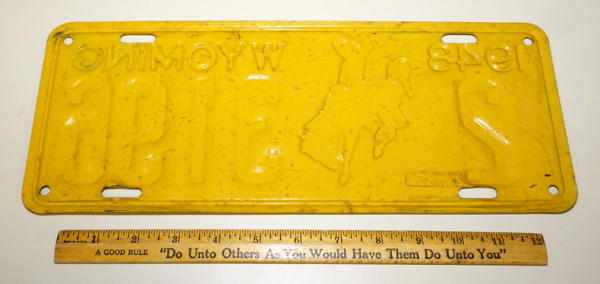 1948 WYOMING
2
1 2 3 4 5 6 7 8 9 10 11 12
A GOOD RULE "Do Unto Others As You Would Have Them Do Unto You"